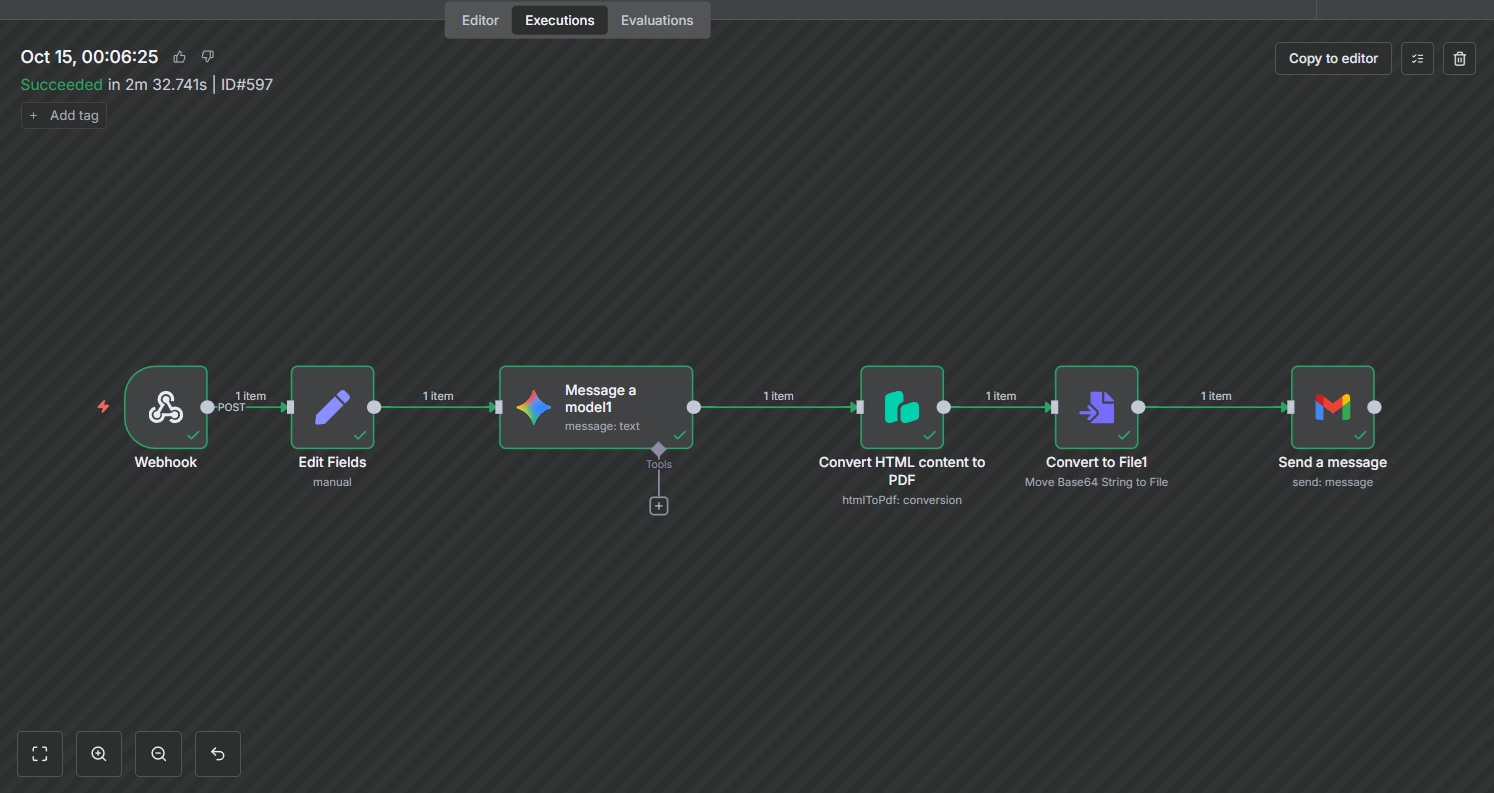 Editor Executions Evaluations
Oct 15, 00:06:25
Copy to editor
Succeeded in 2m 32.741s | ID#597
+ Add tag
1 item
POST
1 item
Message a
model1
message: text
1 item
1 item
1 item
Tools
Webhook
Edit Fields
manual
Convert HTML content to
PDF
htmlToPdf: conversion
Convert to File1
Move Base64 String to File
Send a message
send: message